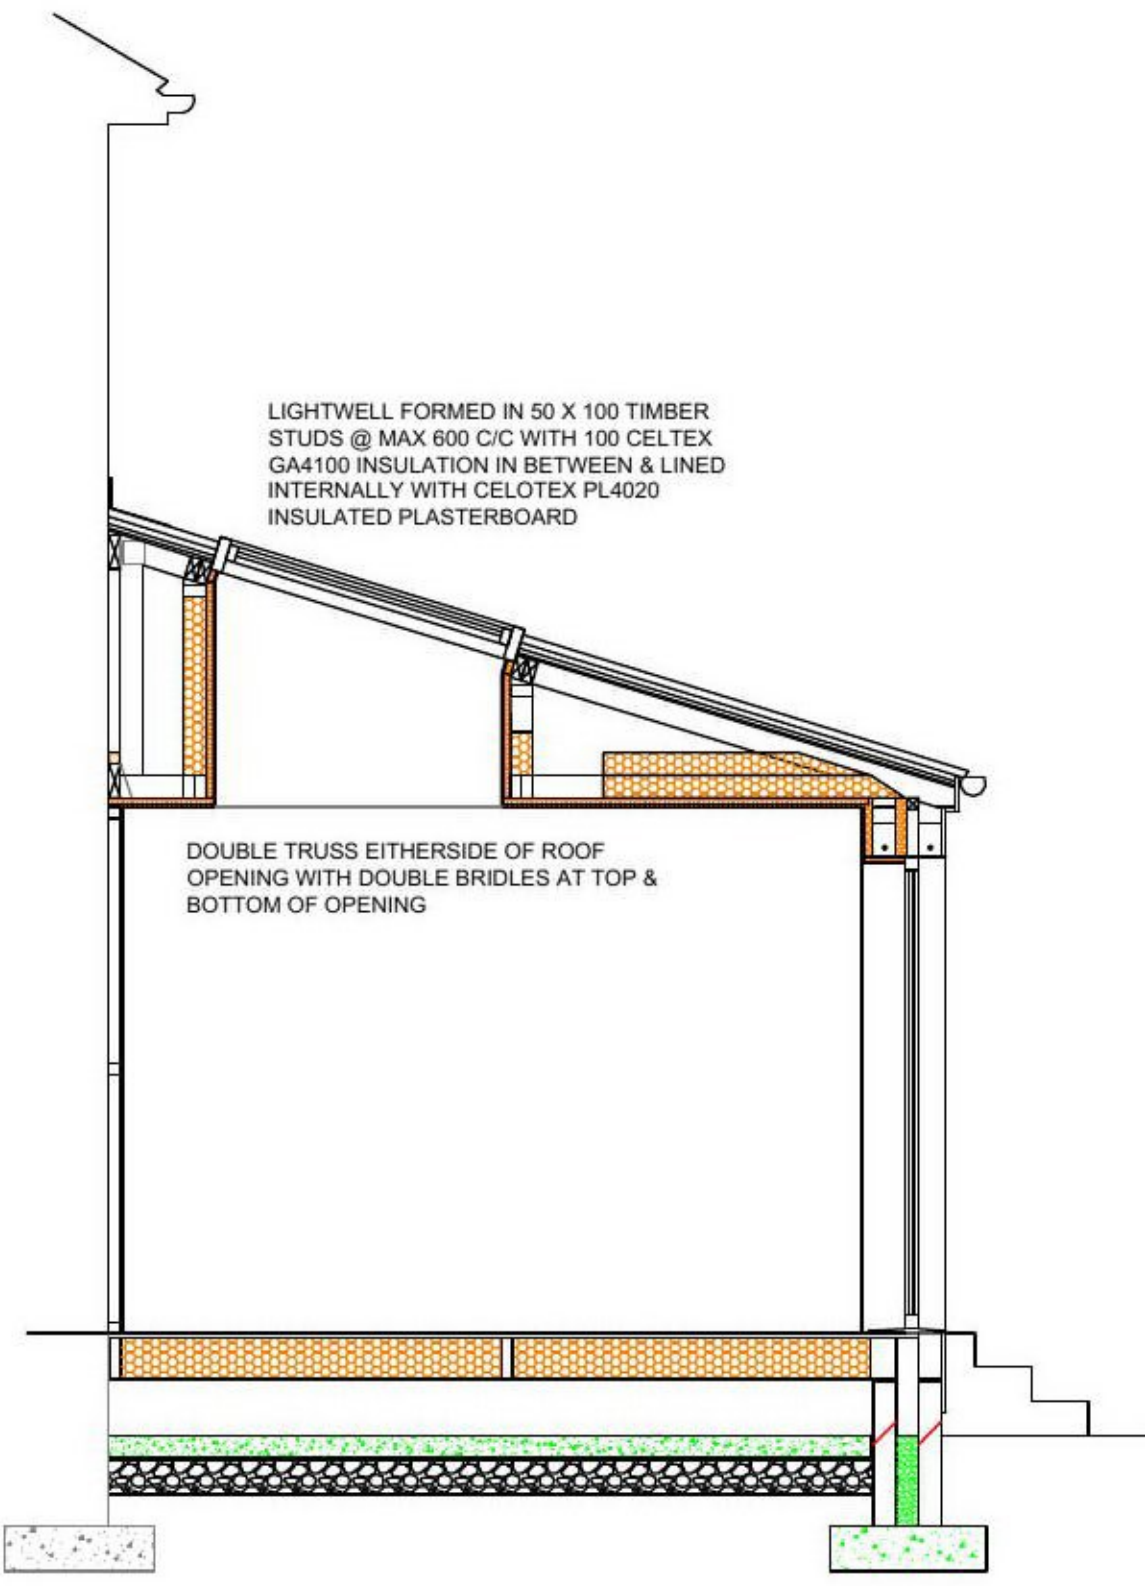 LIGHTWELL FORMED IN 50 X 100 TIMBER
STUDS @ MAX 600 C/C WITH 100 CELTEX
GA4100 INSULATION IN BETWEEN & LINED
INTERNALLY WITH CELOTEX PL4020
INSULATED PLASTERBOARD
DOUBLE TRUSS EITHERSIDE OF ROOF
OPENING WITH DOUBLE BRIDLES AT TOP &
BOTTOM OF OPENING